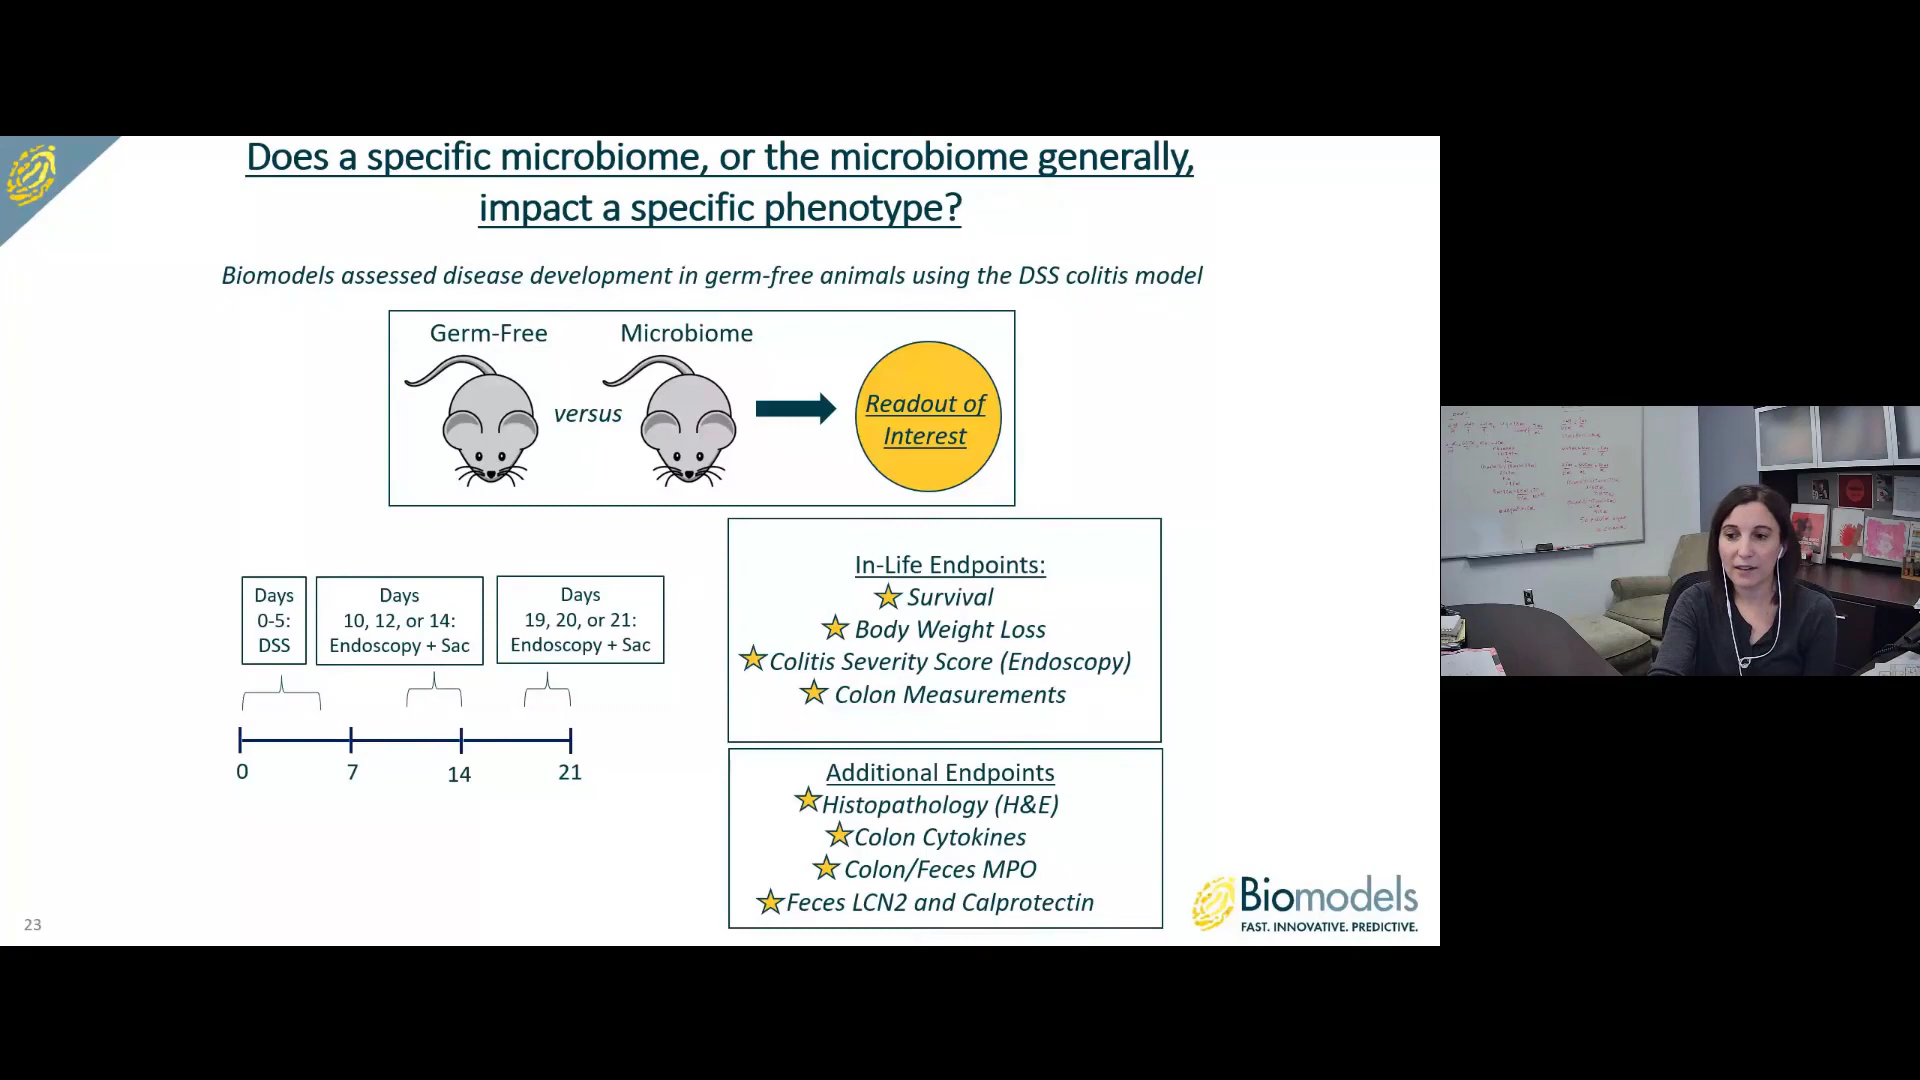 Does a specific microbiome, or the microbiome generally,
impact a specific phenotype?
Biomodels assessed disease development in germ-free animals using the DSS colitis model
Germ-Free
Microbiome
versus
Readout of
Interest
Days
0-5:
DSS
Days
10, 12, or 14:
Endoscopy + Sac
Days
19, 20, or 21:
Endoscopy + Sac
0
7
14
21
In-Life Endpoints:
Survival
Body Weight Loss
Colitis Severity Score (Endoscopy)
Colon Measurements
Additional Endpoints
Histopathology (H&E)
Colon Cytokines
Colon/Feces MPO
Feces LCN2 and Calprotectin
Biomodels
FAST. INNOVATIVE. PREDICTIVE.
23